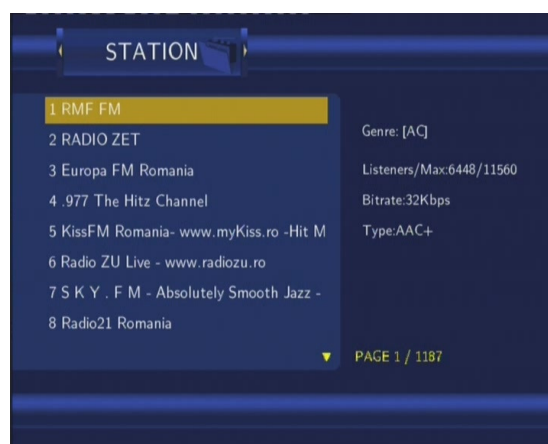 STATION
1 RMF FM
2 RADIO ZET
3 Europa FM Romania
4 .977 The Hitz Channel
5 KissFM Romania- www.myKiss.ro -Hit M
6 Radio ZU Live - www.radiozu.ro
7 S K Y . F M - Absolutely Smooth Jazz -
8 Radio21 Romania
Genre: [AC]
Listeners/Max:6448/11560
Bitrate:32Kbps
Type:AAC+
PAGE 1 / 1187